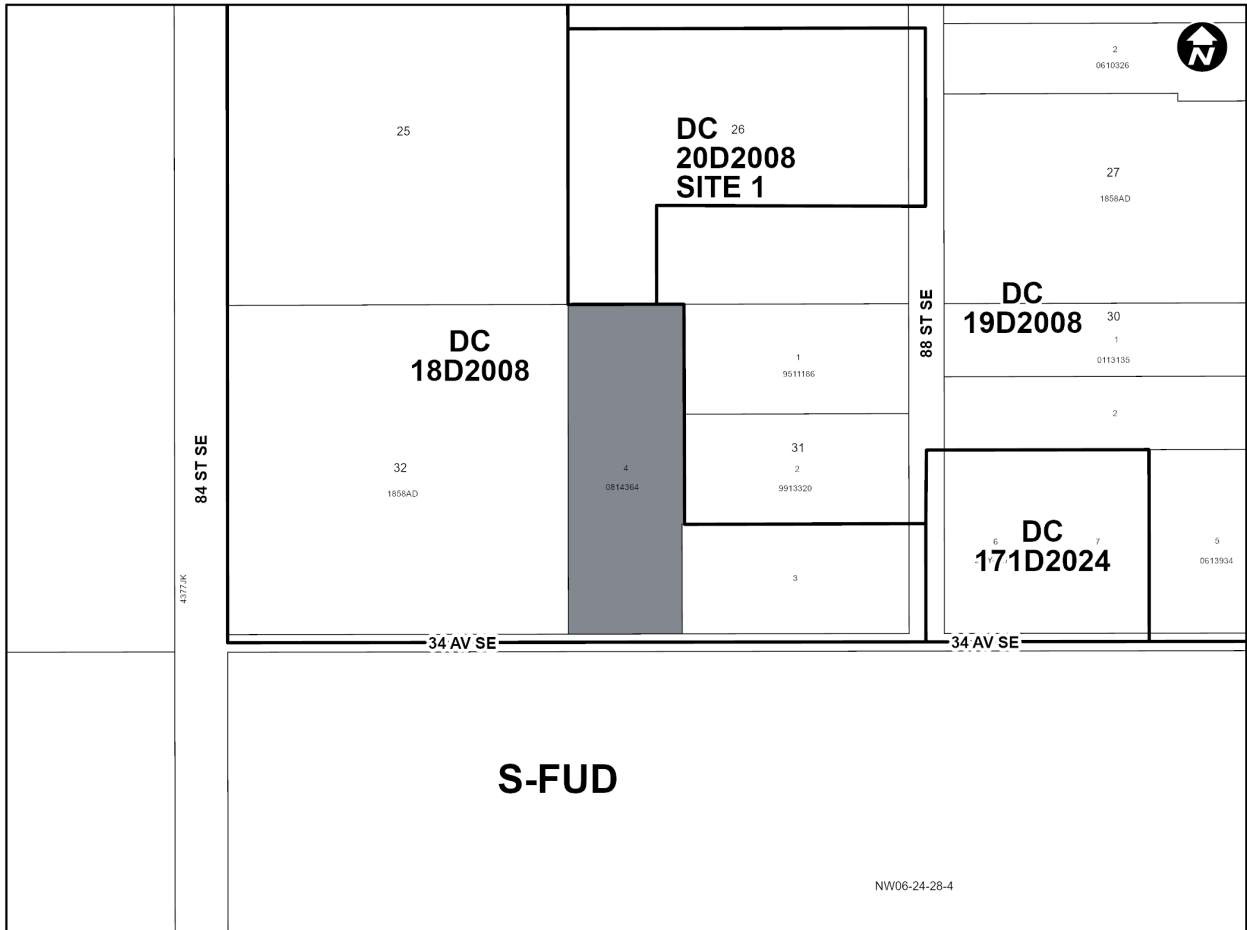 2
0610326
N
25
DC 26
20D2008
SITE 1
27
1858AD
DC
19D2008
30
1
0113135
88 ST SE
DC
18D2008
1
9511186
2
31
2
9913320
84 ST SE
32
1858AD
4
0814364
DC
171D2024
6
7
5
0613934
3
4377JK
34 AV SE
34 AV SE
S-FUD
NW06-24-28-4